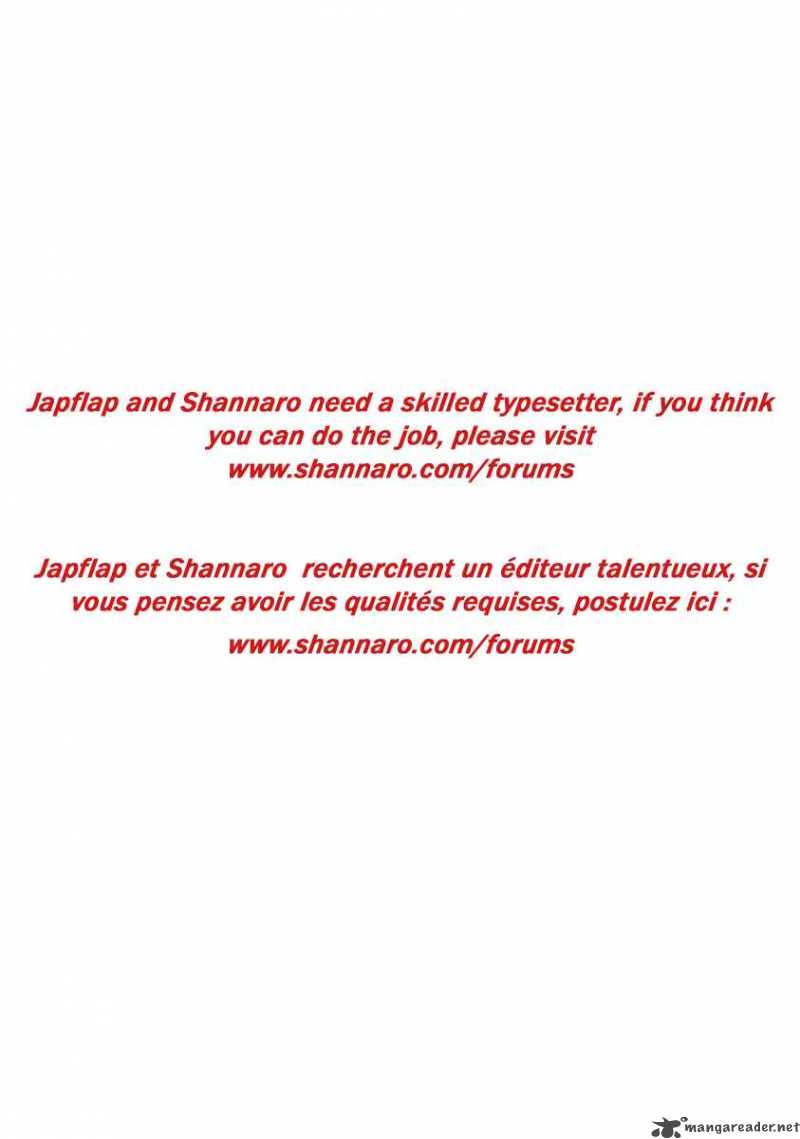 Japflap and Shannaro need a skilled typesetter, if you think
you can do the job, please visit
www.shannaro.com/forums
Japflap et Shannaro  recherchent un éditeur talentueux, si
vous pensez avoir les qualités requises, postulez ici :
www.shannaro.com/forums
mangareader.net